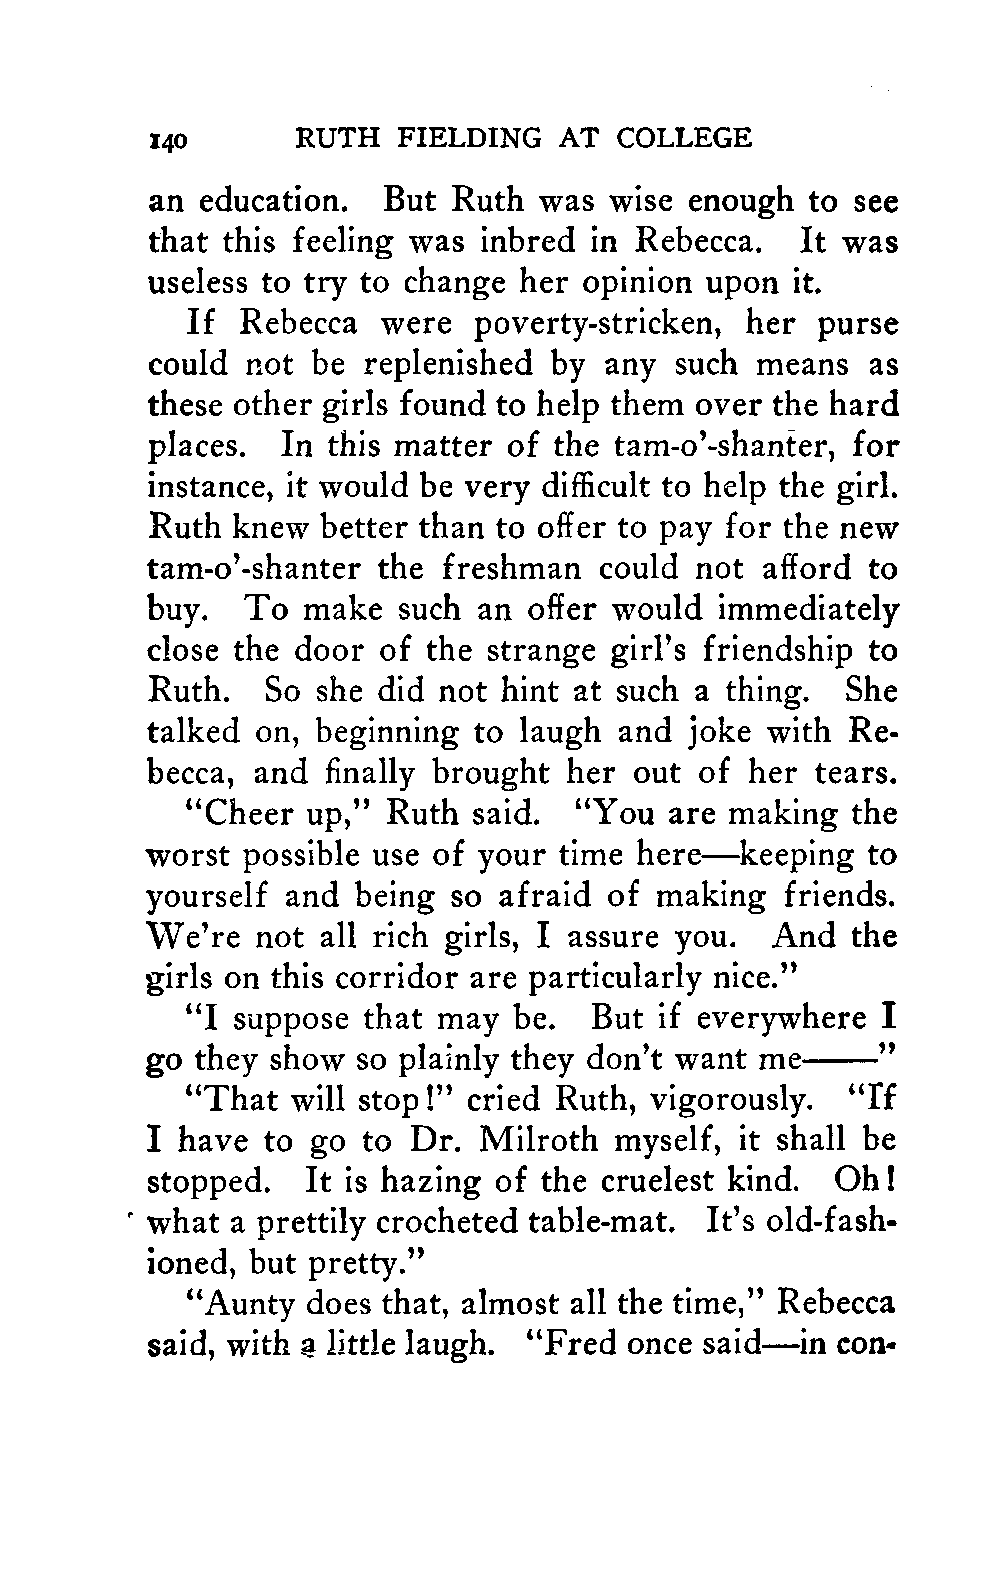 140 RUTH FIELDING AT COLLEGE
an education. But Ruth was wise enough to see
that this feeling was inbred in Rebecca. It was
useless to try to change her opinion upon it.
If Rebecca were poverty-stricken, her purse
could not be replenished by any such means as
these other girls found to help them over the hard
places. In this matter of the tam-o'-shanter, for
instance, it would be very difficult to help the girl.
Ruth knew better than to offer to pay for the new
tam-o'-shanter the freshman could not afford to
buy. To make such an offer would immediately
close the door of the strange girl's friendship to
Ruth. So she did not hint at such a thing. She
talked on, beginning to laugh and joke with Re-
becca, and finally brought her out of her tears.
"Cheer up," Ruth said. "You are making the
worst possible use of your time here—keeping to
yourself and being so afraid of making friends.
We're not all rich girls, I assure you. And the
girls on this corridor are particularly nice."
"I suppose that may be. But if everywhere I
go they show so plainly they don't want me——"
"That will stop!" cried Ruth, vigorously. "If
I have to go to Dr. Milroth myself, it shall be
stopped. It is hazing of the cruelest kind. Oh!
what a prettily crocheted table-mat. It's old-fash-
ioned, but pretty."
"Aunty does that, almost all the time," Rebecca
said, with a little laugh. "Fred once said—in con-